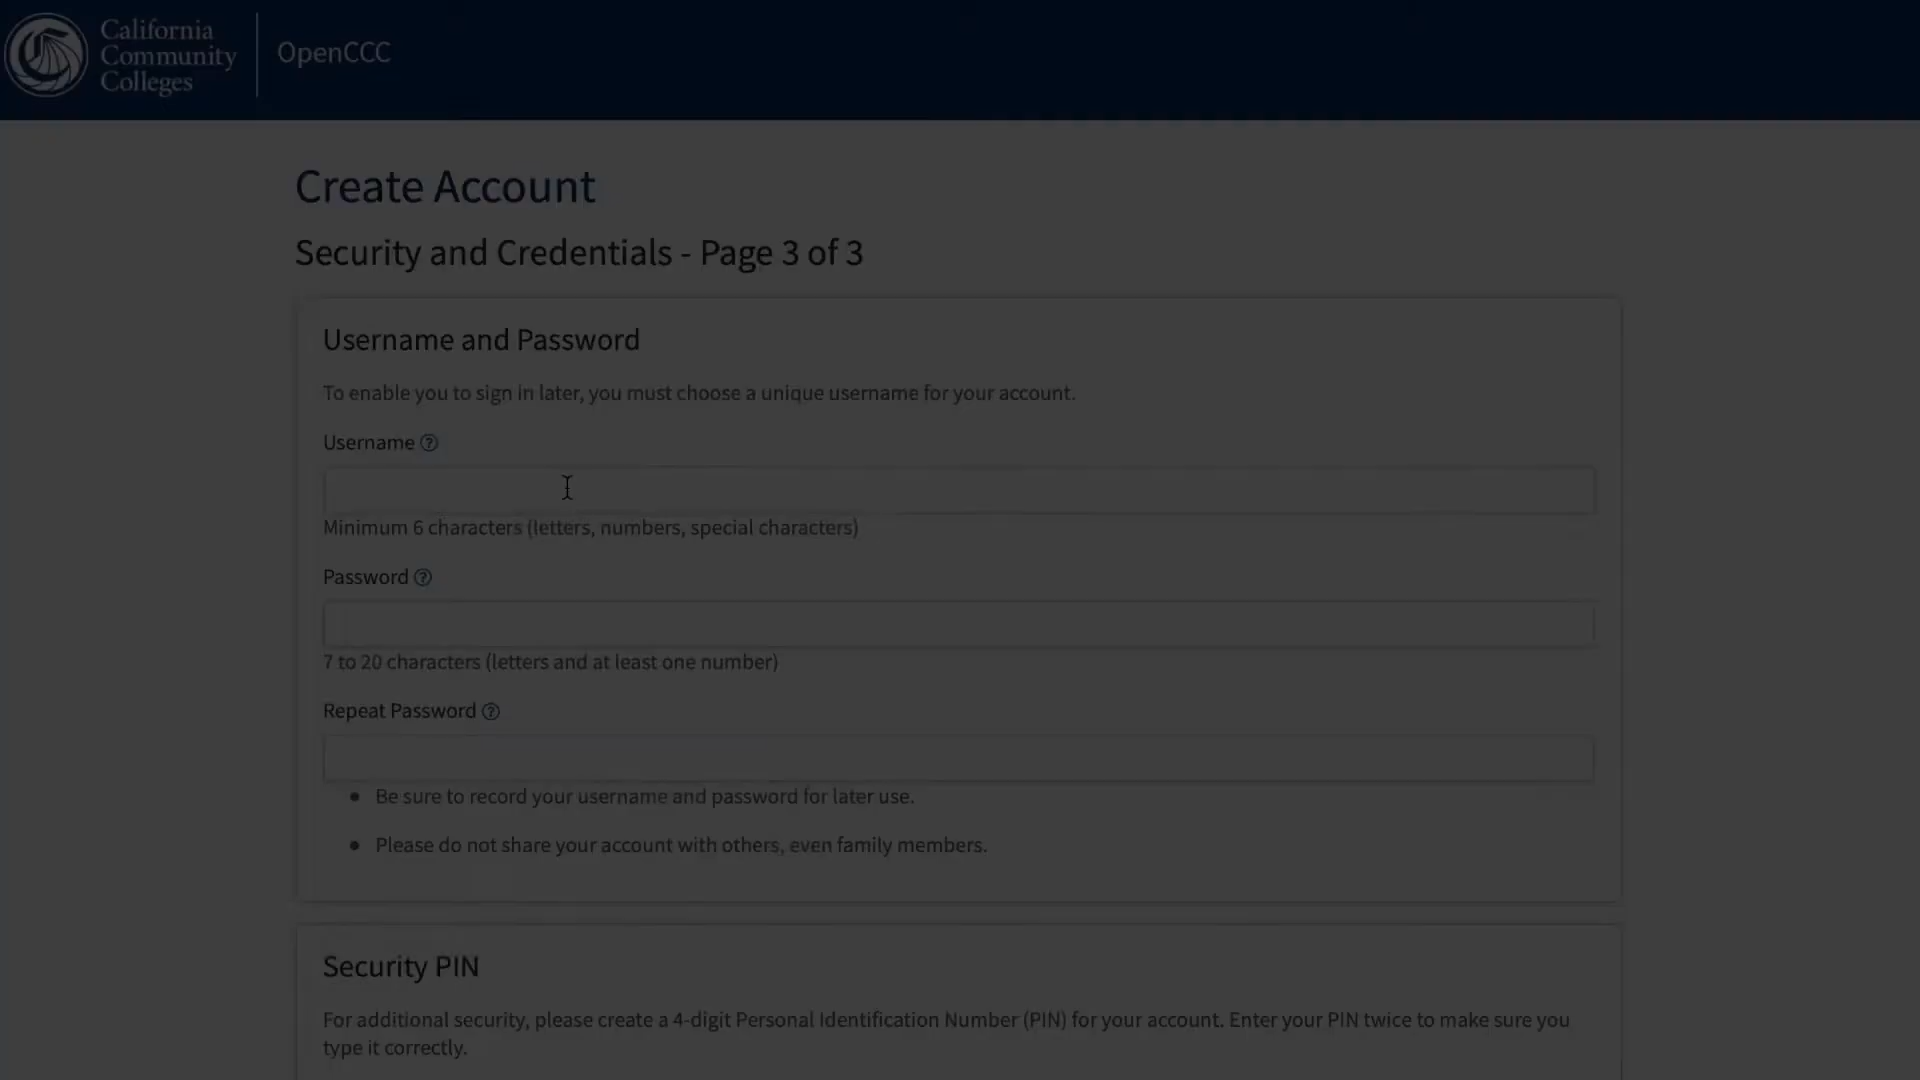 California
Community
Colleges
OpenCCC
Create Account
Security and Credentials - Page 3 of 3
Username and Password
To enable you to sign in later, you must choose a unique username for your account.
Username
Minimum 6 characters (letters, numbers, special characters)
Password
7 to 20 characters (letters and at least one number)
Repeat Password
Be sure to record your username and password for later use.
Please do not share your account with others, even family members.
Security PIN
For additional security, please create a 4-digit Personal Identification Number (PIN) for your account. Enter your PIN twice to make sure you
type it correctly.